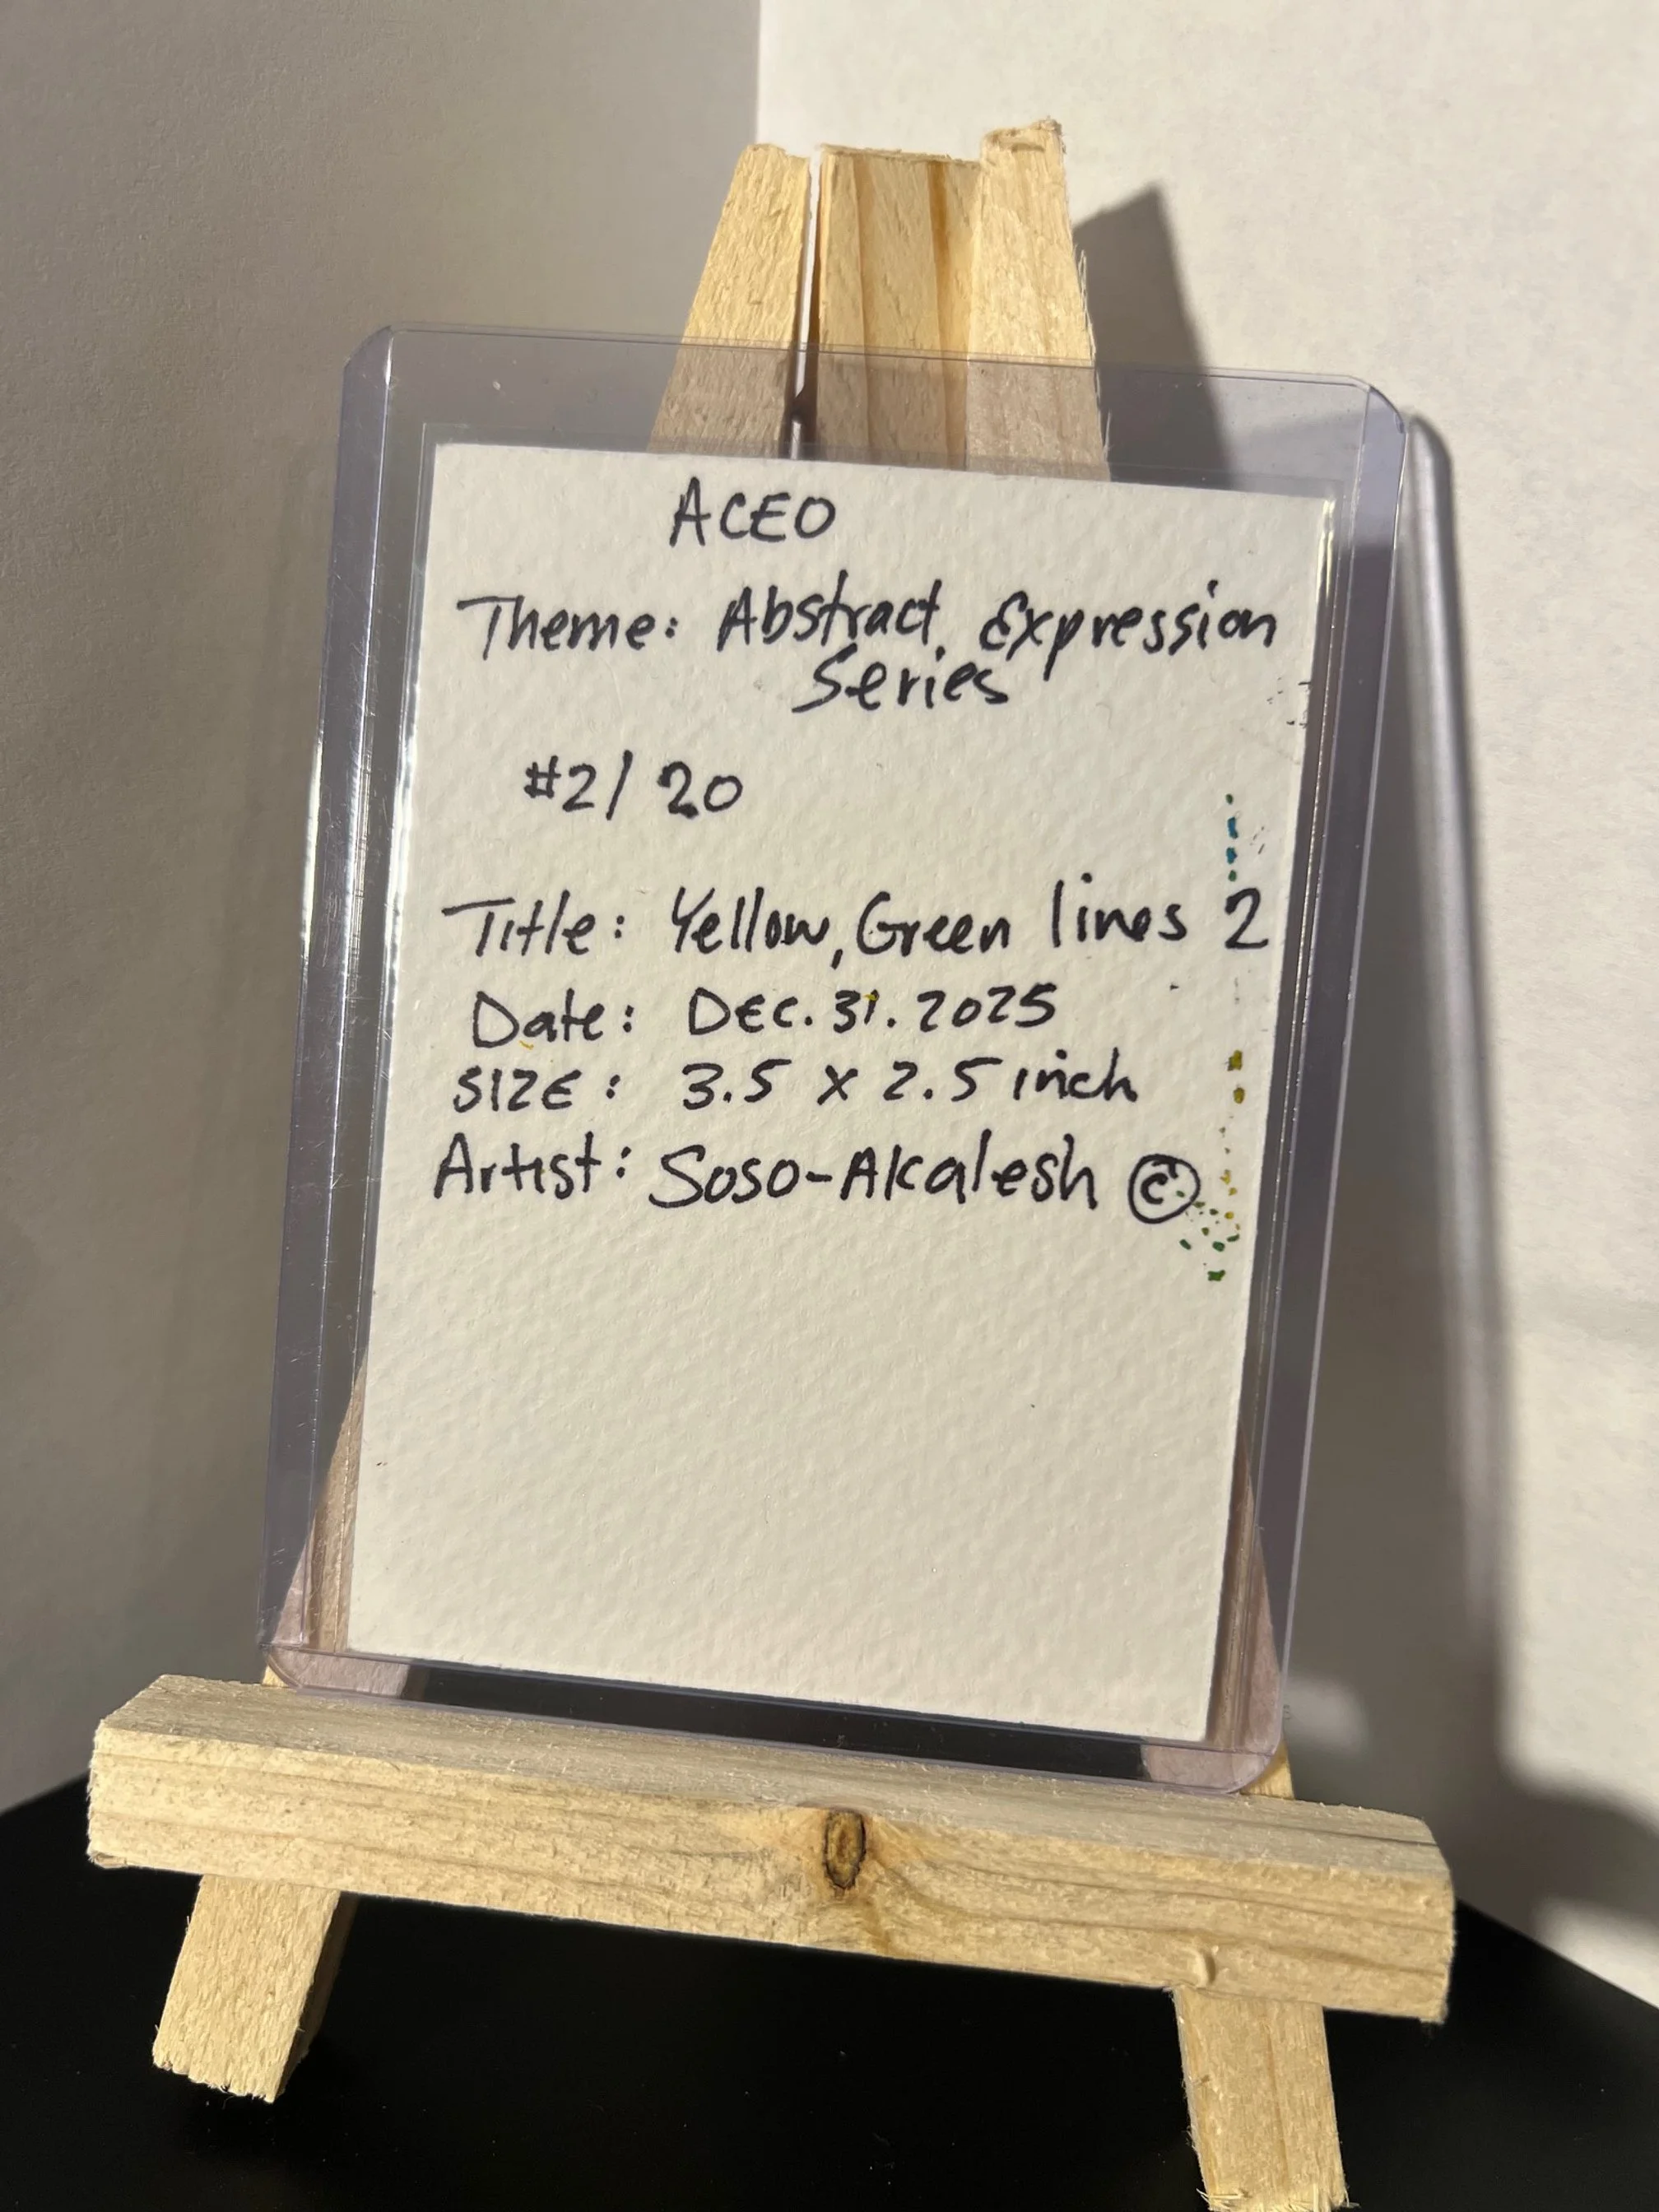 ACEO
Theme: Abstract Expression
Series
#2/20
Title: Yellow, Green lines 2
Date: DEC. 31. 2025
SIZE: 3.5 x 2.5 inch
Artist: Soso-Akalesh ©